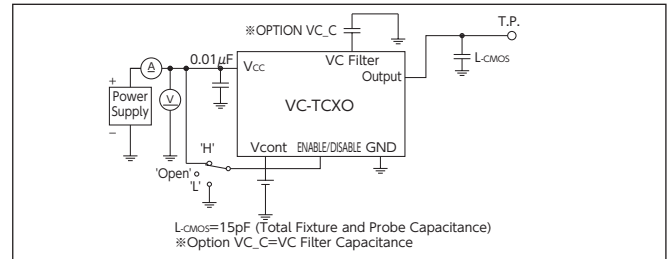 ※OPTION VC_C
T.P.
A
0.01μF
VCC
VC Filter
Output
L-CMOS
+
Power
Supply
−
V
VC-TCXO
'H'
Vcont
ENABLE/DISABLE
GND
'Open'
'L'
L-CMOS=15pF (Total Fixture and Probe Capacitance)
※Option VC_C=VC Filter Capacitance